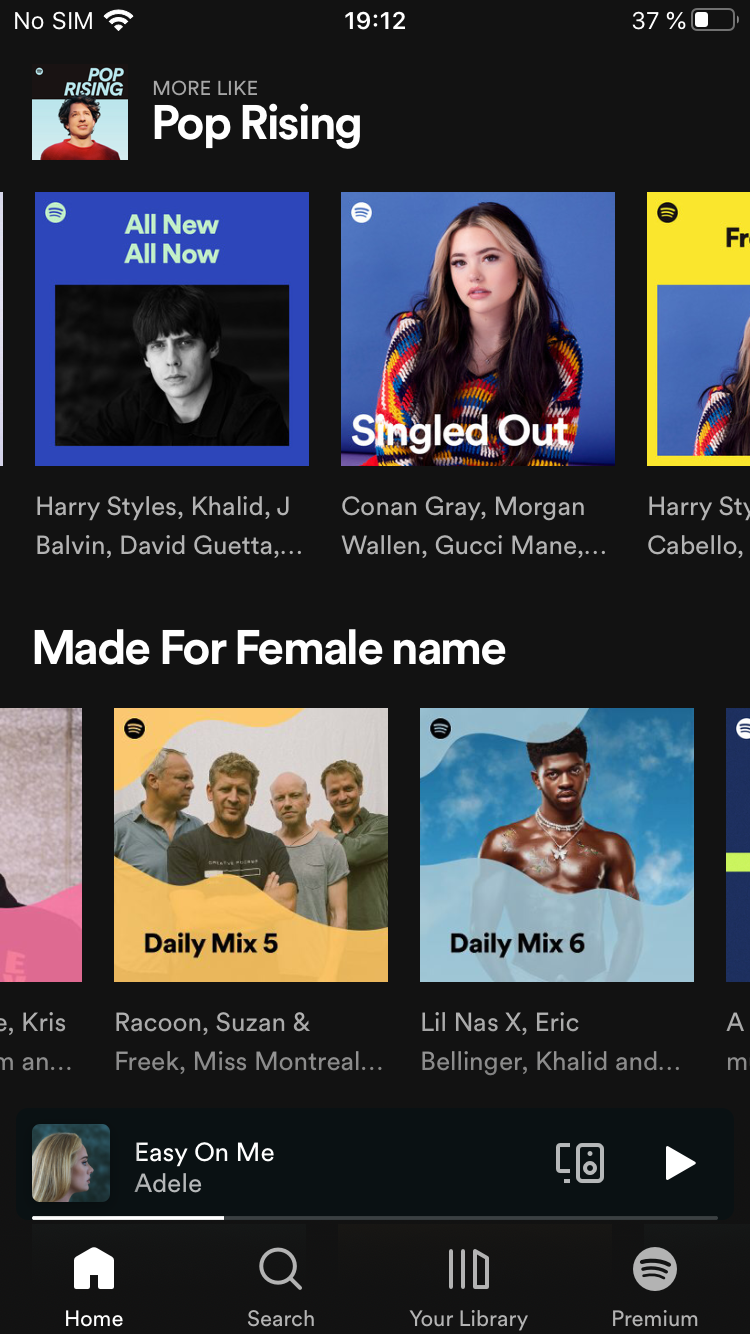 No SIM 19:12 37 %
POP
RISING
MORE LIKE
Pop Rising
All New
All Now
Singled Out
Harry Styles, Khalid, J
Balvin, David Guetta,...
Conan Gray, Morgan
Wallen, Gucci Mane,...
Harry Sty
Cabello,
Made For Female name
Daily Mix 5
Daily Mix 6
e, Kris
m an...
Racoon, Suzan &
Freek, Miss Montreal...
Lil Nas X, Eric
Bellinger, Khalid and...
A
m
Easy On Me
Adele
Home Search Your Library Premium